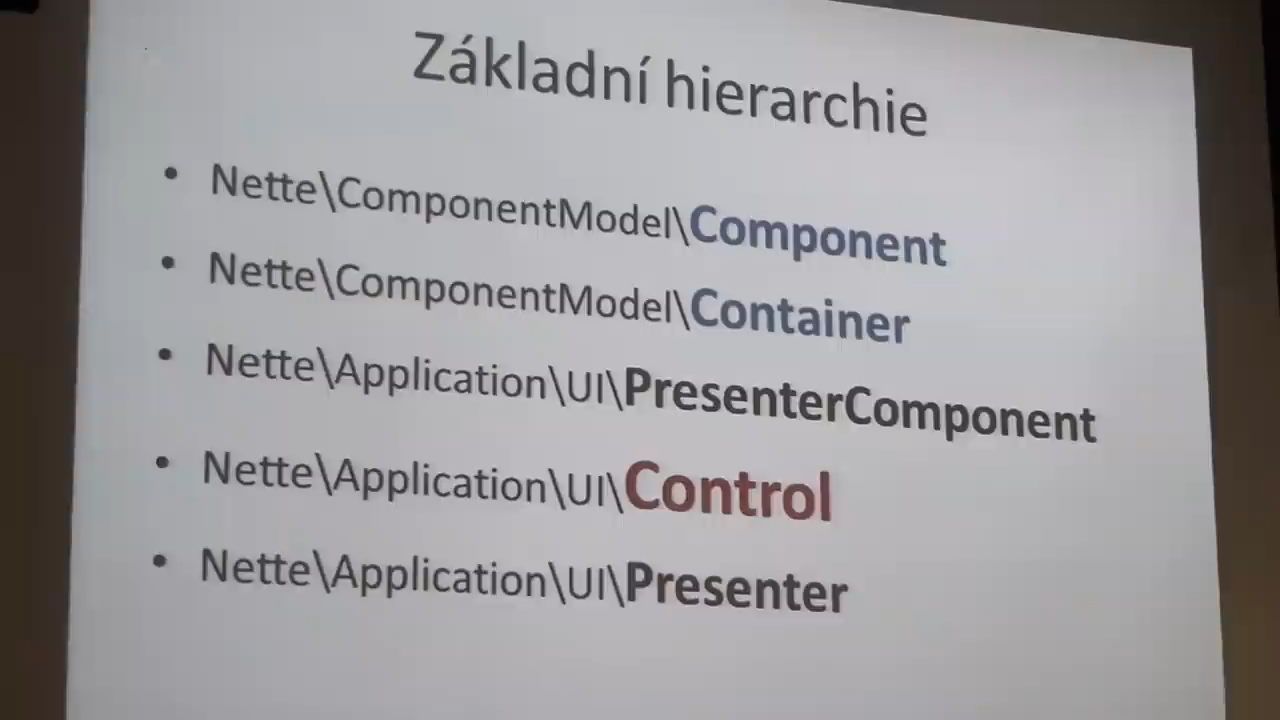 Základní hierarchie
• Nette\ComponentModel\Component
• Nette\ComponentModel\Container
• Nette\Application\UI\PresenterComponent
• Nette\Application\UI\Control
• Nette\Application\UI\Presenter